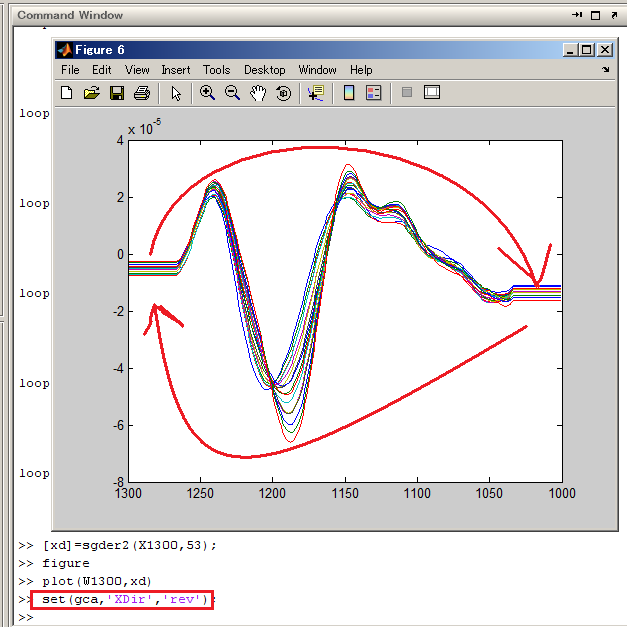 Command Window
loop
Figure 6
File Edit View Insert Tools Desktop Window Help
loop
loop
loop
loop
loop
x 10-5
4
2
0
-2
-4
-6
-8
1300 1250 1200 1150 1100 1050 1000
>> [xd]=sgder2(X1300,53);
>> figure
>> plot(W1300,xd)
>> set(gca,'XDir','rev');
>>